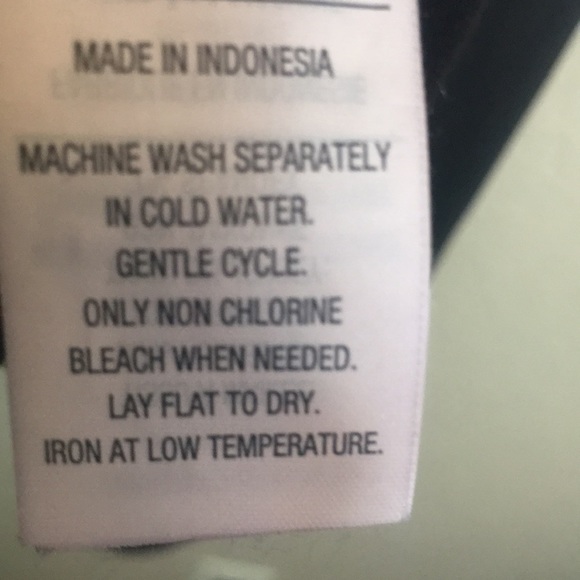 MADE IN INDONESIA
MACHINE WASH SEPARATELY
IN COLD WATER.
GENTLE CYCLE.
ONLY NON CHLORINE
BLEACH WHEN NEEDED.
LAY FLAT TO DRY.
IRON AT LOW TEMPERATURE.